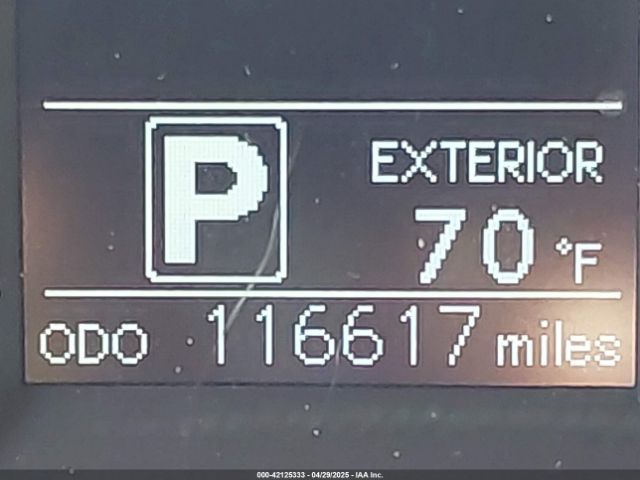 P
EXTERIOR
70 °F
ODO 116617 miles
000-42125333 - 04/29/2025 - IAA Inc.